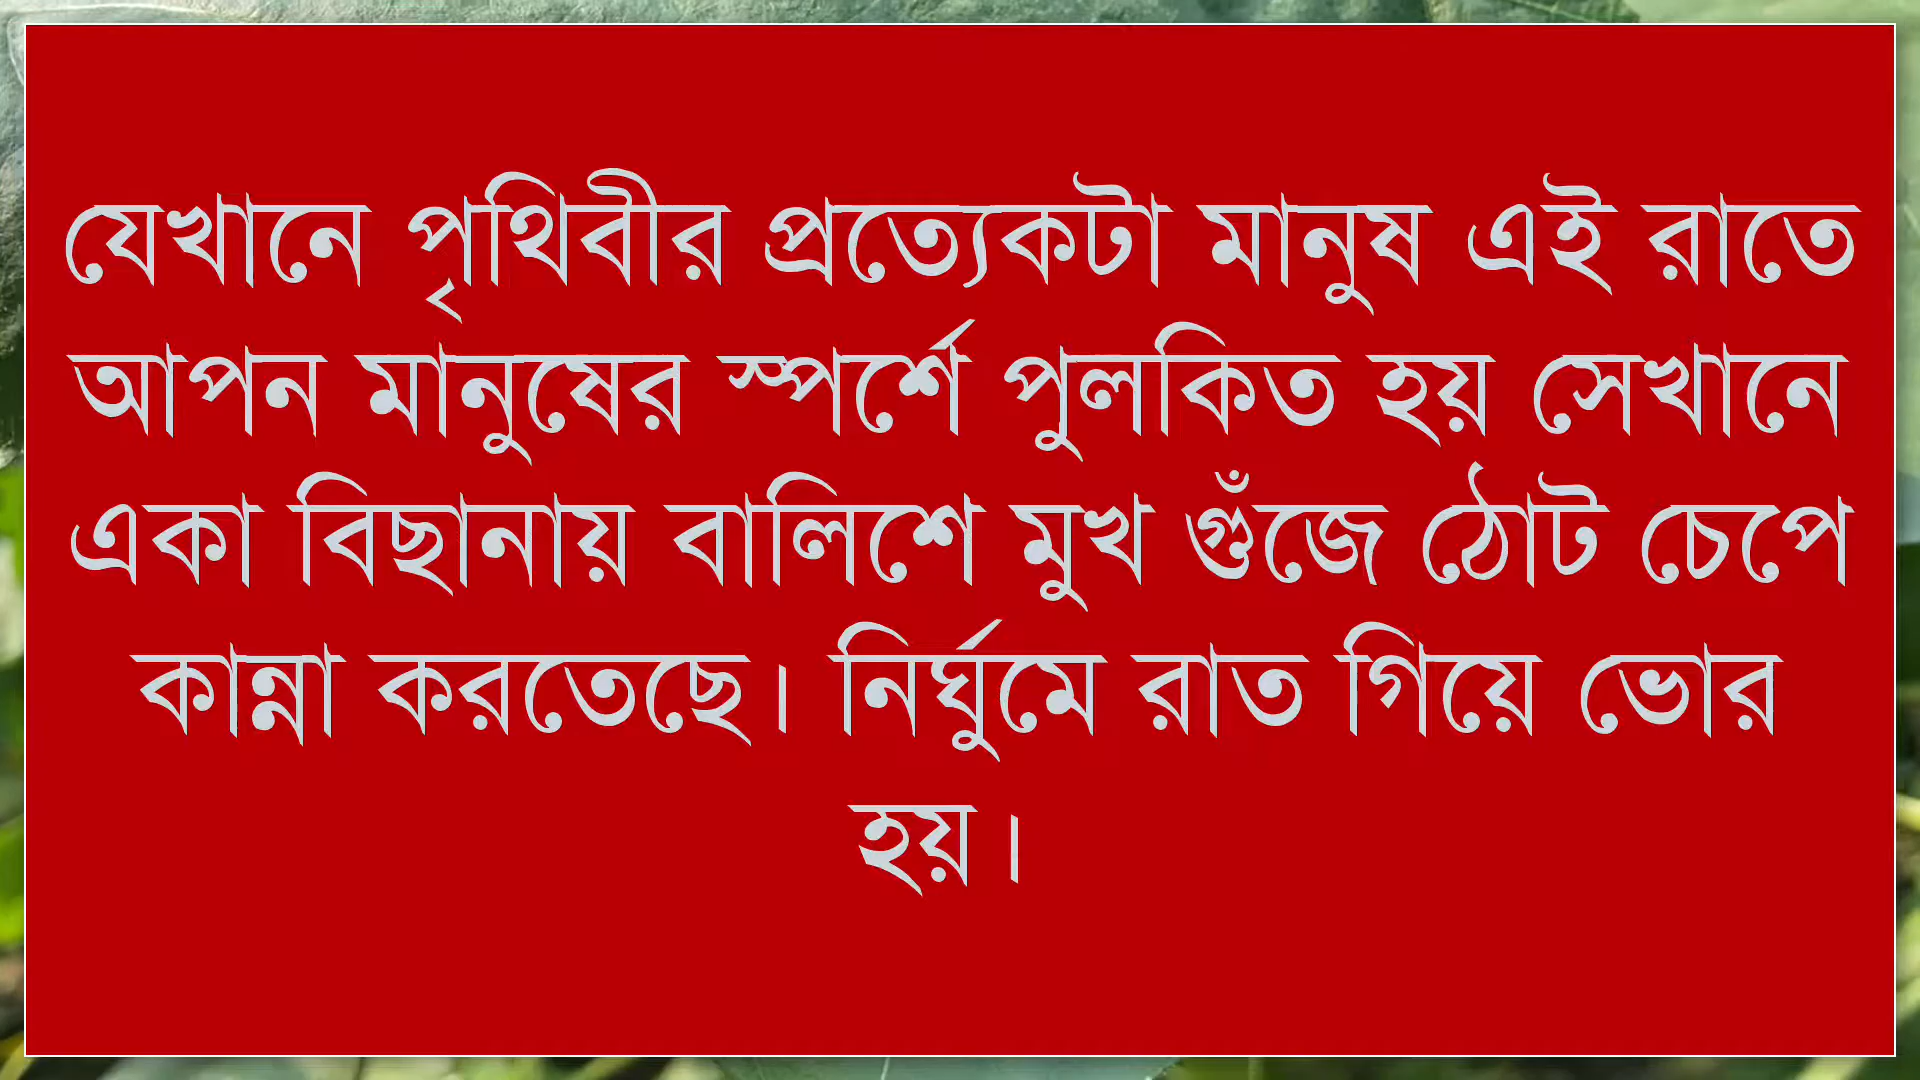 যেখানে পৃথিবীর প্রত্যেকটা মানুষ এই রাতে
আপন মানুষের স্পর্শে পুলকিত হয় সেখানে
একা বিছানায় বালিশে মুখ গুঁজে ঠোট চেপে
কান্না করতেছে। নির্ঘুমে রাত গিয়ে ভোর
হয়।